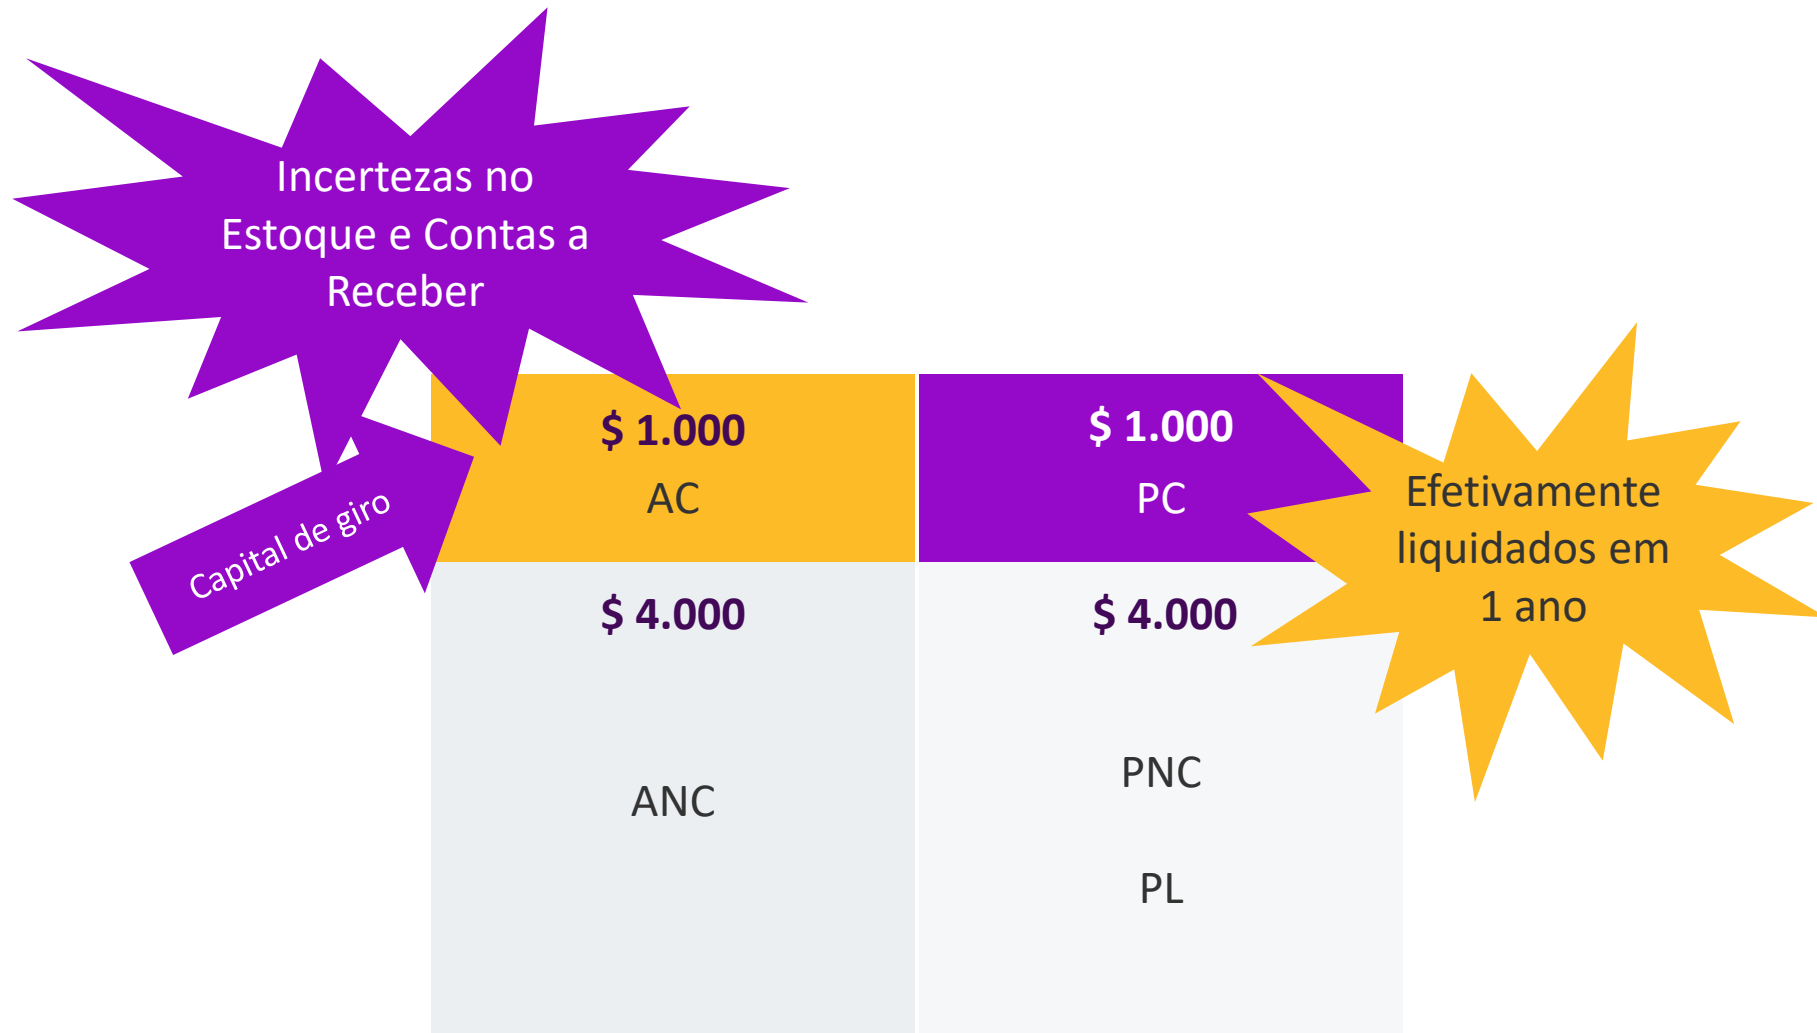 Incertezas no
Estoque e Contas a
Receber
Capital de giro
$ 1.000
AC
$ 1.000
PC
Efetivamente
liquidados em
1 ano
$ 4.000
ANC
$ 4.000
PNC
PL